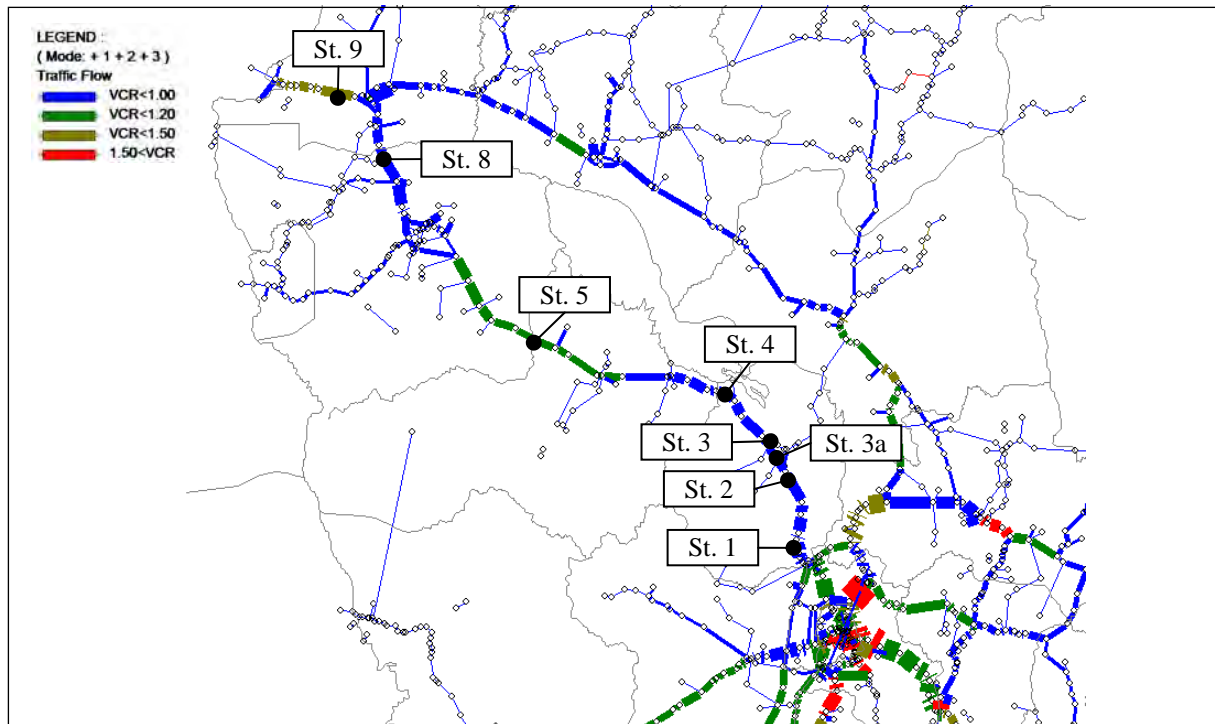 LEGEND :
( Mode: + 1 + 2 + 3 )
Traffic Flow
VCR<1.00
VCR<1.20
VCR<1.50
1.50<VCR
St. 9
St. 8
St. 5
St. 4
St. 3
St. 3a
St. 2
St. 1